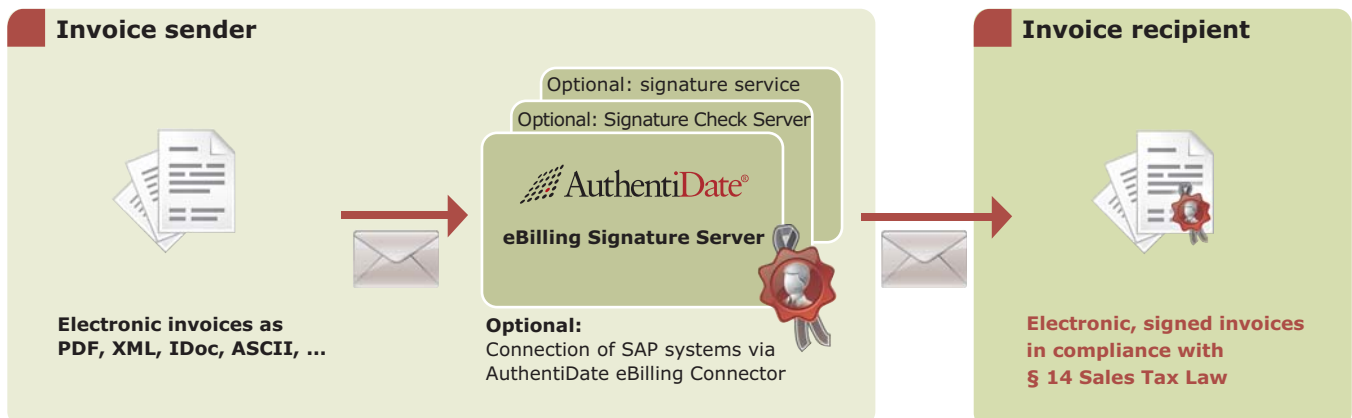 Invoice sender
Electronic invoices as
PDF, XML, IDoc, ASCII, ...
Optional: signature service
Optional: Signature Check Server
AuthentiDate®
eBilling Signature Server
Optional:
Connection of SAP systems via
AuthentiDate eBilling Connector
Invoice recipient
Electronic, signed invoices
in compliance with
§ 14 Sales Tax Law